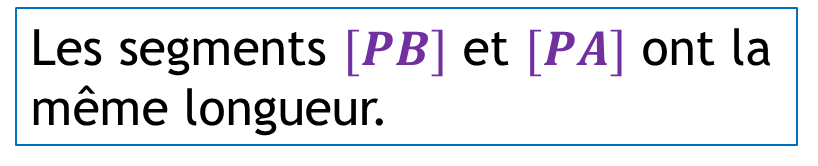 Les segments [PB] et [PA] ont la
même longueur.